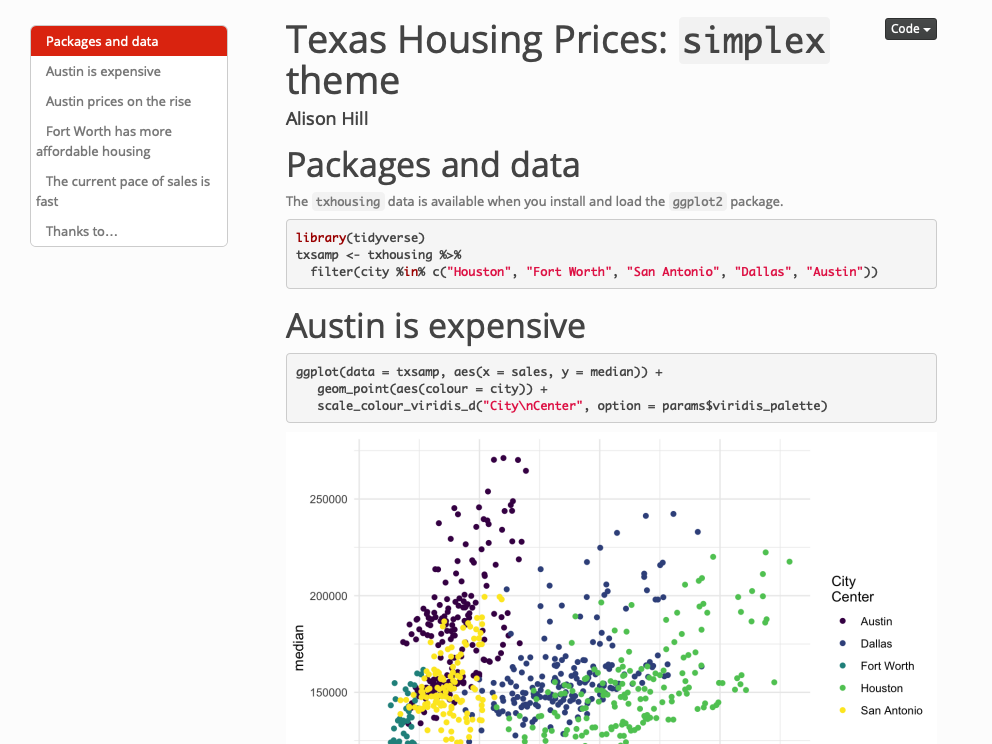 Packages and data
Austin is expensive
Austin prices on the rise
Fort Worth has more
affordable housing
The current pace of sales is
fast
Thanks to…
Code
Texas Housing Prices: simplex
theme
Alison Hill
Packages and data
The txhousing data is available when you install and load the ggplot2 package.
library(tidyverse)
txsamp <- txhousing %>%
  filter(city %in% c("Houston", "Fort Worth", "San Antonio", "Dallas", "Austin"))
Austin is expensive
ggplot(data = txsamp, aes(x = sales, y = median)) +
   geom_point(aes(colour = city)) +
   scale_colour_viridis_d("City\nCenter", option = params$viridis_palette)
250000
200000
150000
median
City
Center
Austin
Dallas
Fort Worth
Houston
San Antonio